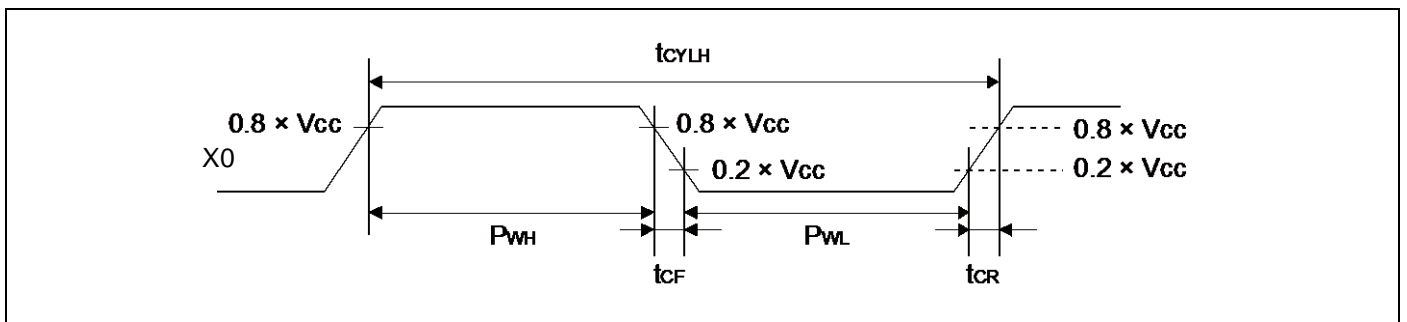 tCYLH
0.8 × Vcc
0.8 × Vcc
0.8 × Vcc
X0
0.2 × Vcc
0.2 × Vcc
PWH
PWL
tCF
tCR